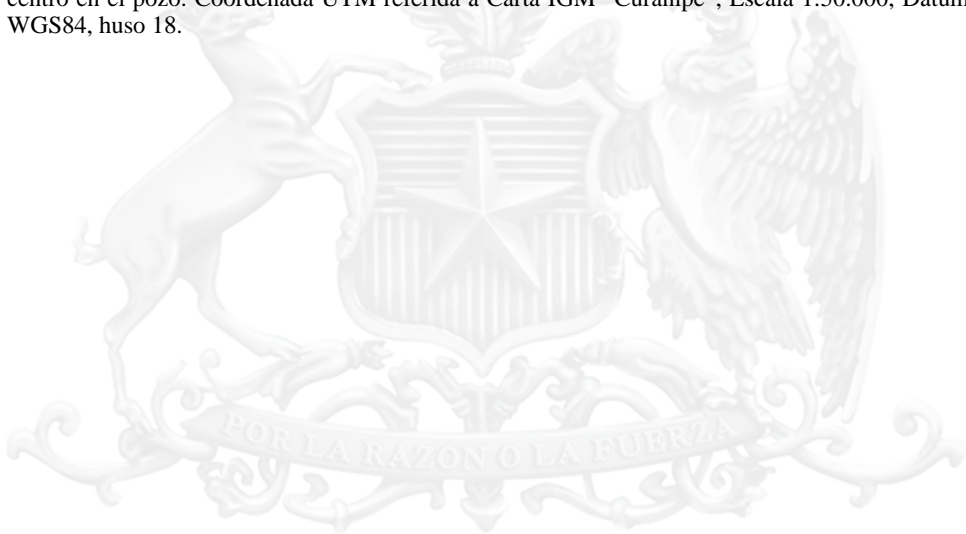 centro en el pozo. Coordenada UTM referida a Carta IGM "Curanipe", Escala 1:50.000, Datum
WGS84, huso 18.
POR LA RAZON O LA FUERZA